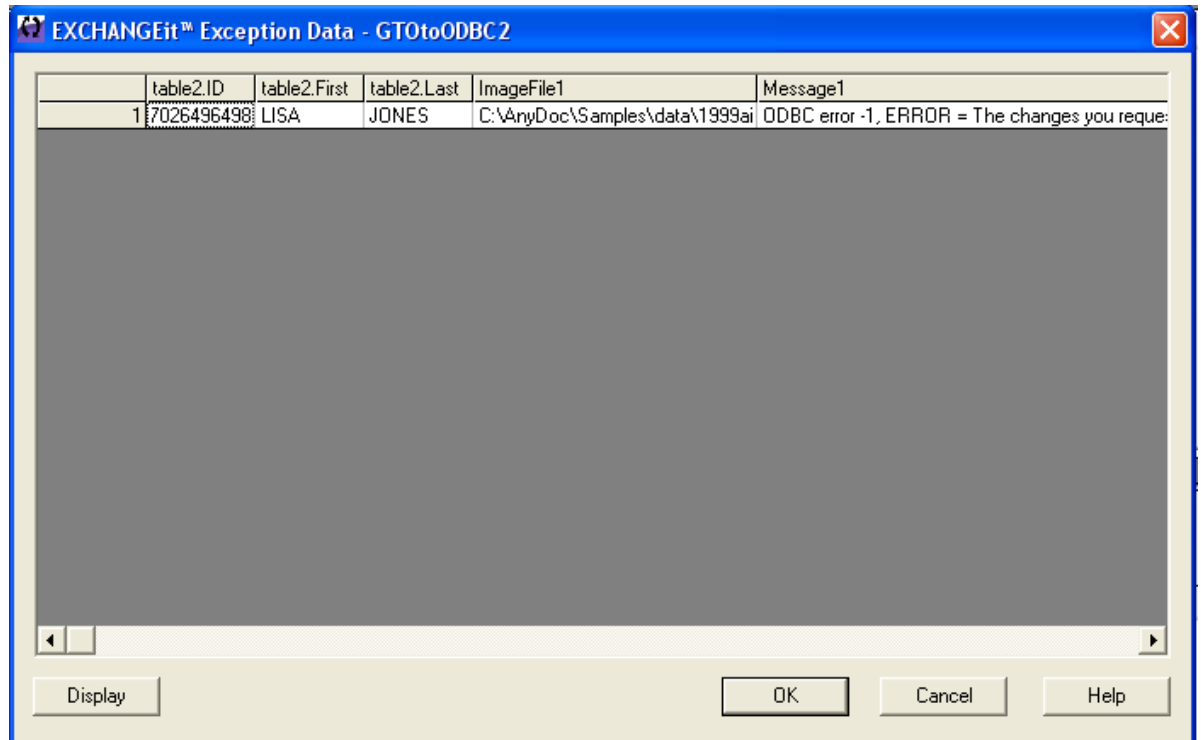 EXCHANGEit™ Exception Data - GTOtoODBC2
table2.ID table2.First table2.Last ImageFile1 Message1
1 7026496498 LISA JONES C:\AnyDoc\Samples\data\1999ai ODBC error -1, ERROR = The changes you reque
Display OK Cancel Help